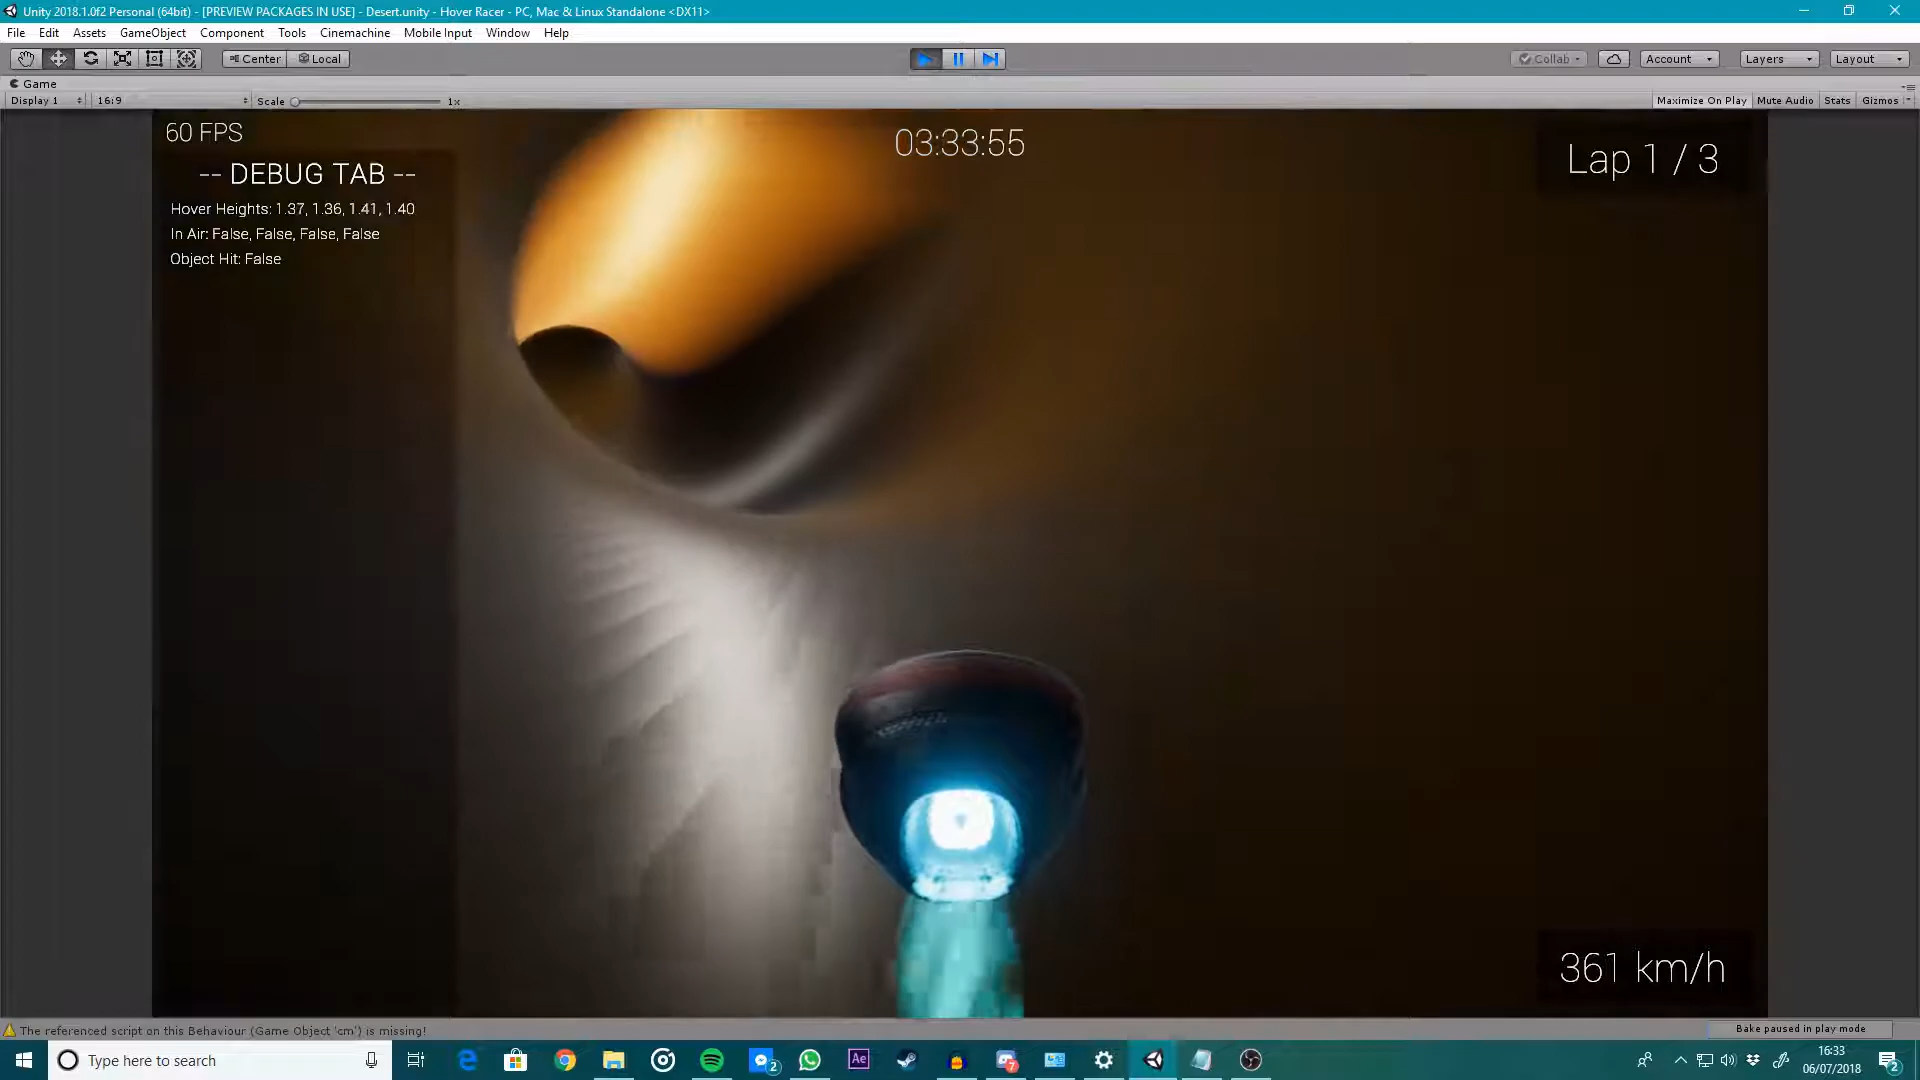 Unity 2018.1.0f2 Personal (64bit) - [PREVIEW PACKAGES IN USE] - Desert.unity - Hover Racer - PC, Mac & Linux Standalone <DX11>
File Edit Assets GameObject Component Tools Cinemachine Mobile Input Window Help
Center Local Collab Account Layers Layout
Game
Display 1 16:9 Scale 1x Maximize On Play Mute Audio Stats Gizmos
60 FPS
03:33:55
Lap 1 / 3
-- DEBUG TAB --
Hover Heights: 1.37, 1.36, 1.41, 1.40
In Air: False, False, False, False
Object Hit: False
361 km/h
The referenced script on this Behaviour (Game Object 'cm') is missing!
Bake paused in play mode
Type here to search
Ae
2
7
16:33
06/07/2018
2